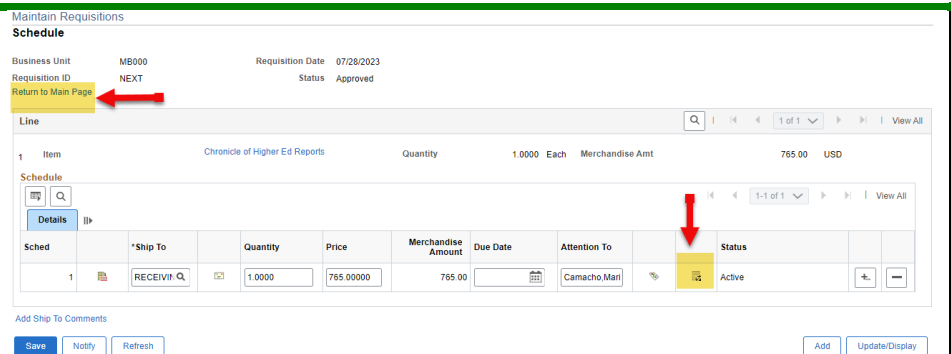 Maintain Requisitions
Schedule
Business Unit MB000 Requisition Date 07/28/2023
Requisition ID NEXT Status Approved
Return to Main Page
Line 1 of 1 View All
1 Item Chronicle of Higher Ed Reports Quantity 1.0000 Each Merchandise Amt 765.00 USD
Schedule
1-1 of 1 View All
Details
Sched *Ship To Quantity Price Merchandise Amount Due Date Attention To Status
1 RECEIVIN 1.0000 765.00000 765.00 Camacho,Mari Active
Add Ship To Comments
Save Notify Refresh Add Update/Display